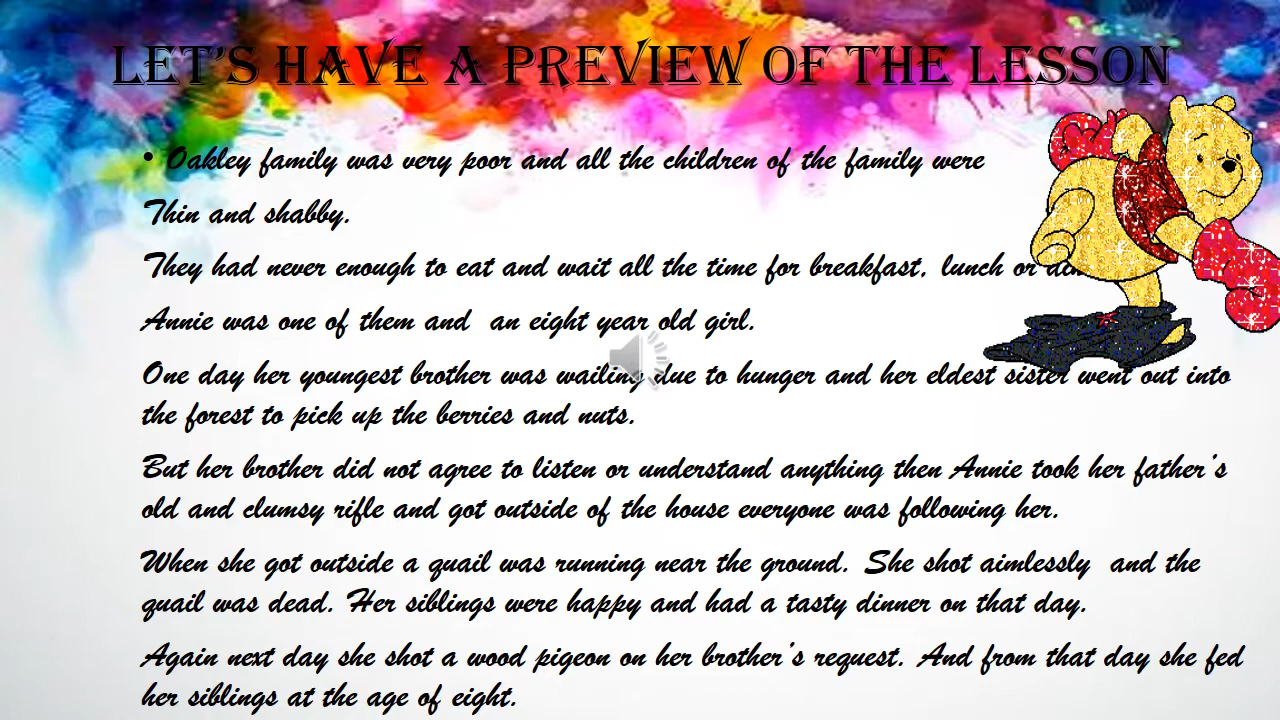 LET'S HAVE A PREVIEW OF THE LESSON
• Oakley family was very poor and all the children of the family were
Thin and shabby.
They had never enough to eat and wait all the time for breakfast, lunch or
Annie was one of them and an eight year old girl.
One day her youngest brother was wailing due to hunger and her eldest sister went out into
the forest to pick up the berries and nuts.
But her brother did not agree to listen or understand anything then Annie took her father's
old and clumsy rifle and got outside of the house everyone was following her.
When she got outside a quail was running near the ground. She shot aimlessly and the
quail was dead. Her siblings were happy and had a tasty dinner on that day.
Again next day she shot a wood pigeon on her brother's request. And from that day she fed
her siblings at the age of eight.